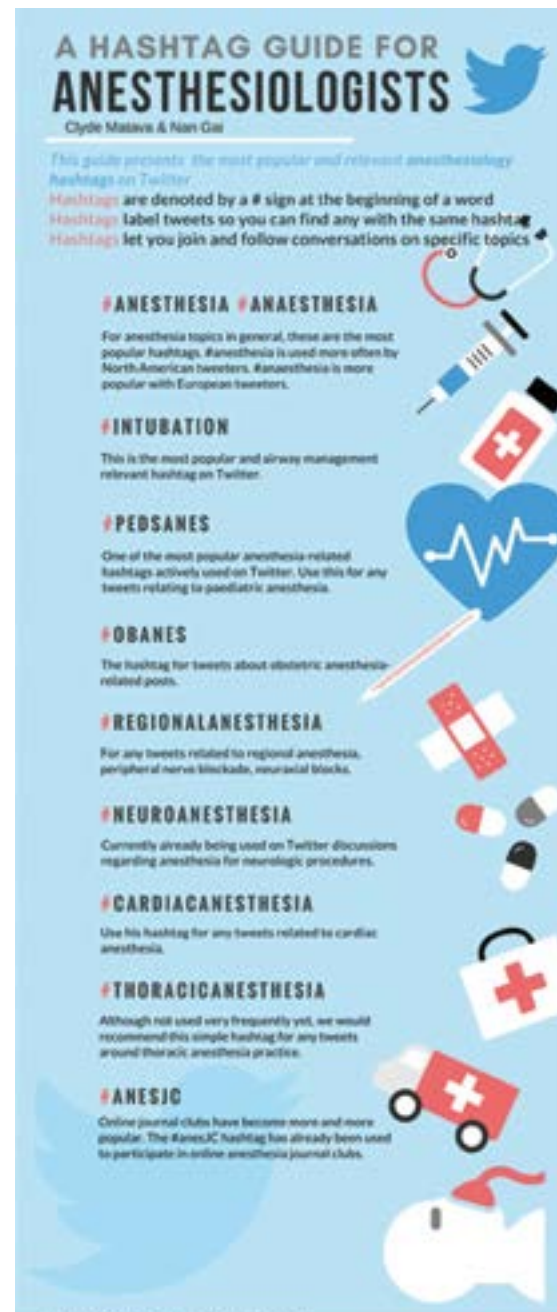 A HASHTAG GUIDE FOR
ANESTHESIOLOGISTS
Clyde Matava & Nan Gai
This guide presents the most popular and relevant anesthesiology
hashtags on Twitter
Hashtags are denoted by a # sign at the beginning of a word
Hashtags label tweets so you can find any with the same hashtag
Hashtags let you join and follow conversations on specific topics
#ANESTHESIA #ANAESTHESIA
For anesthesia topics in general, these are the most
popular hashtags. #anesthesia is used more often by
North American tweeters. #anaesthesia is more
popular with European tweeters.
#INTUBATION
This is the most popular and airway management
relevant hashtag on Twitter.
#PEDSANES
One of the most popular anesthesia-related
hashtags actively used on Twitter. Use this for any
tweets relating to paediatric anesthesia.
#OBANES
The hashtag for tweets about obstetric anesthesia-
related posts.
#REGIONALANESTHESIA
For any tweets related to regional anesthesia,
peripheral nerve blockade, neuraxial blocks.
#NEUROANESTHESIA
Currently already being used on Twitter discussions
regarding anesthesia for neurologic procedures.
#CARDIACANESTHESIA
Use his hashtag for any tweets related to cardiac
anesthesia.
#THORACICANESTHESIA
Although not used very frequently yet, we would
recommend this simple hashtag for any tweets
around thoracic anesthesia practice.
#ANESJC
Online journal clubs have become more and more
popular. The #anesJC hashtag has already been used
to participate in online anesthesia journal clubs.